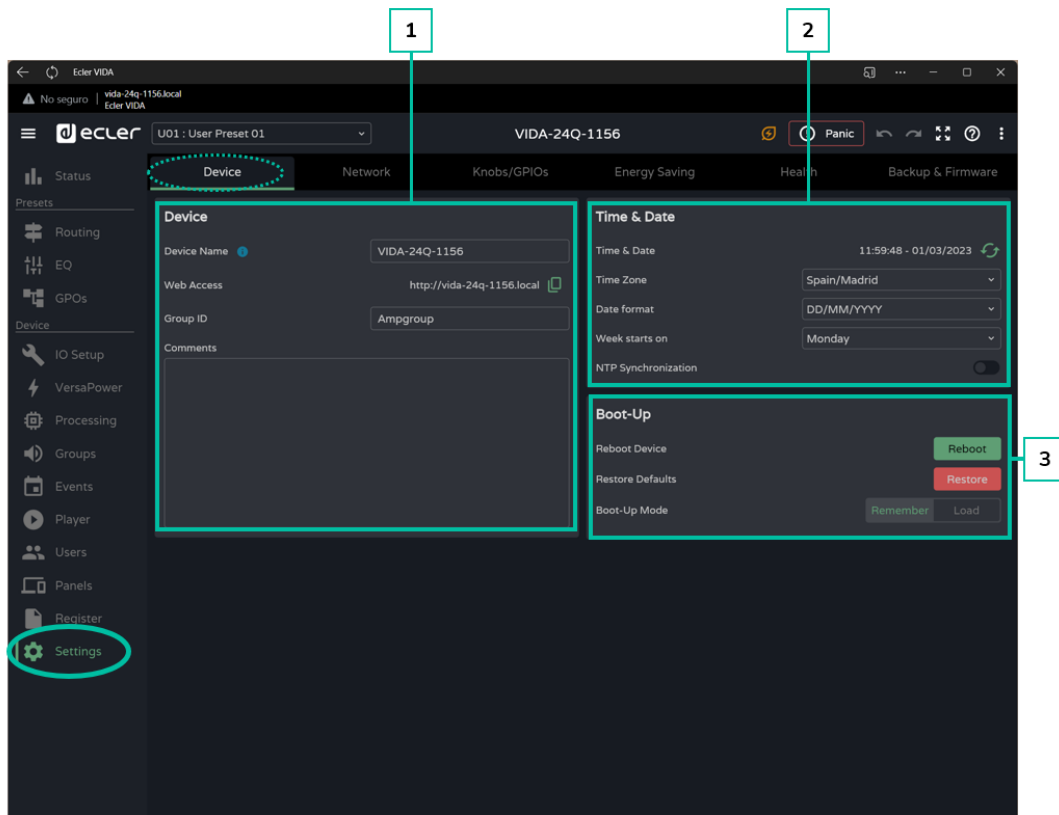 1
2
Ecler VIDA
No seguro
vida-24q-1156.local
Ecler VIDA
ecler
U01 : User Preset 01
VIDA-24Q-1156
Panic
Status
Device
Network
Knobs/GPIOs
Energy Saving
Health
Backup & Firmware
Presets
Routing
EQ
GPOs
Device
IO Setup
VersaPower
Processing
Groups
Events
Player
Users
Panels
Register
Settings
Device
Device Name
VIDA-24Q-1156
Web Access
http://vida-24q-1156.local
Group ID
Ampgroup
Comments
Time & Date
Time & Date
11:59:48 - 01/03/2023
Time Zone
Spain/Madrid
Date format
DD/MM/YYYY
Week starts on
Monday
NTP Synchronization
Boot-Up
Reboot Device
Reboot
Restore Defaults
Restore
Boot-Up Mode
Remember
Load
3